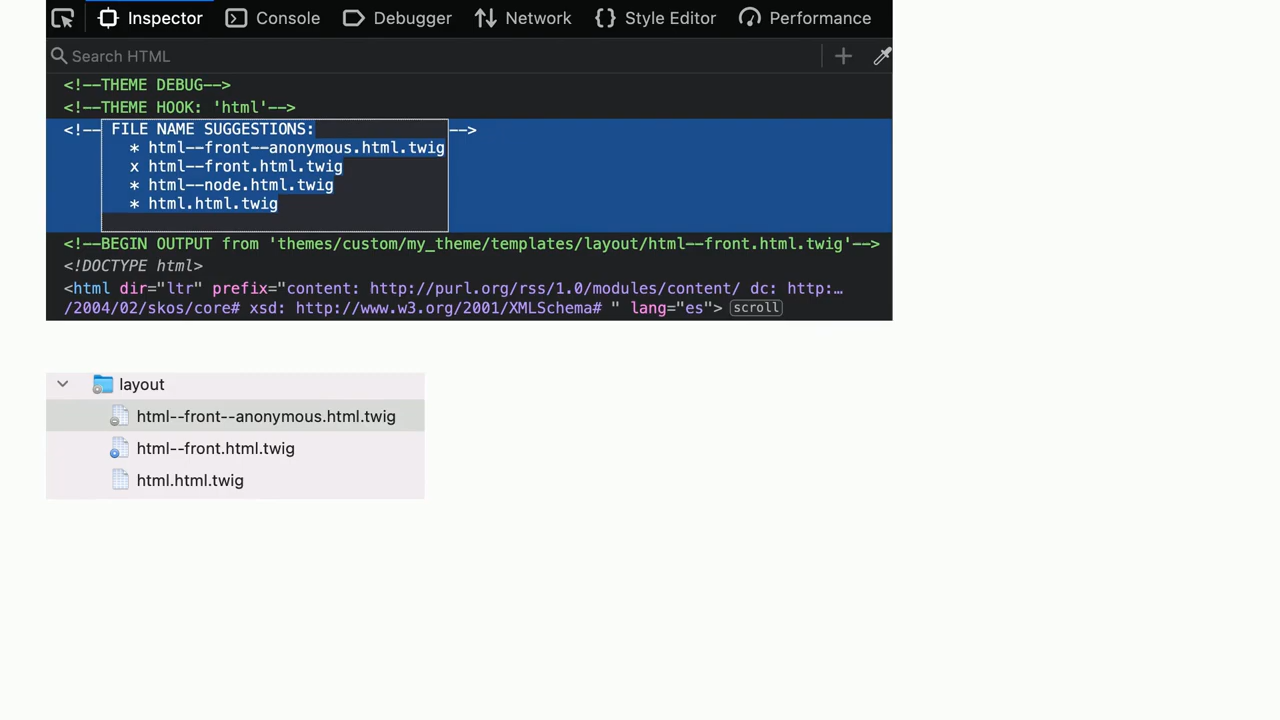 Inspector Console Debugger Network Style Editor Performance
Search HTML
<!--THEME DEBUG-->
<!--THEME HOOK: 'html'-->
<!-- FILE NAME SUGGESTIONS: -->
* html--front--anonymous.html.twig
x html--front.html.twig
* html--node.html.twig
* html.html.twig
<!--BEGIN OUTPUT from 'themes/custom/my_theme/templates/layout/html--front.html.twig'-->
<!DOCTYPE html>
<html dir="ltr" prefix="content: http://purl.org/rss/1.0/modules/content/ dc: http:…
/2004/02/skos/core# xsd: http://www.w3.org/2001/XMLSchema# " lang="es"> scroll
layout
html--front--anonymous.html.twig
html--front.html.twig
html.html.twig